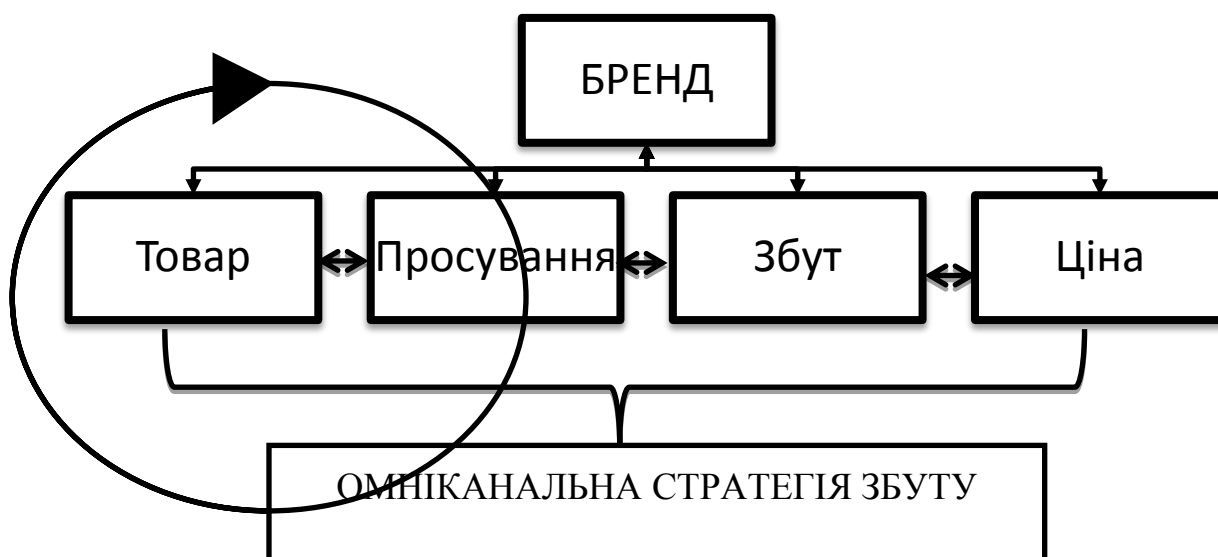 БРЕНД
Товар
Просування
Збут
Ціна
ОМНІКАНАЛЬНА СТРАТЕГІЯ ЗБУТУ